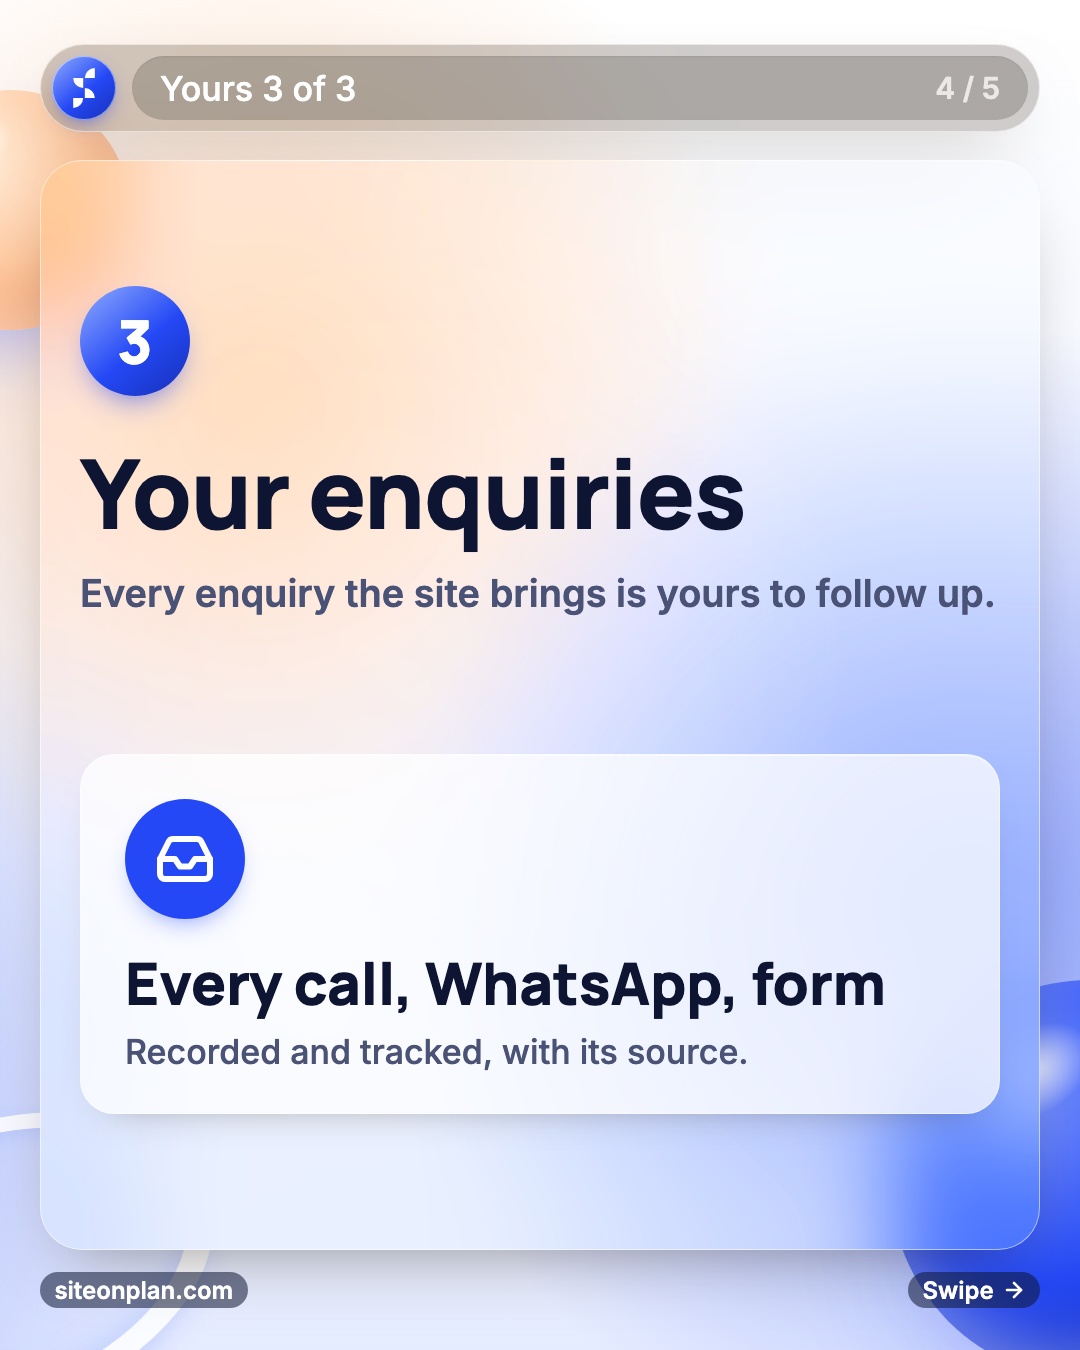 Yours 3 of 3
4 / 5
3
Your enquiries
Every enquiry the site brings is yours to follow up.
Every call, WhatsApp, form
Recorded and tracked, with its source.
siteonplan.com
Swipe →